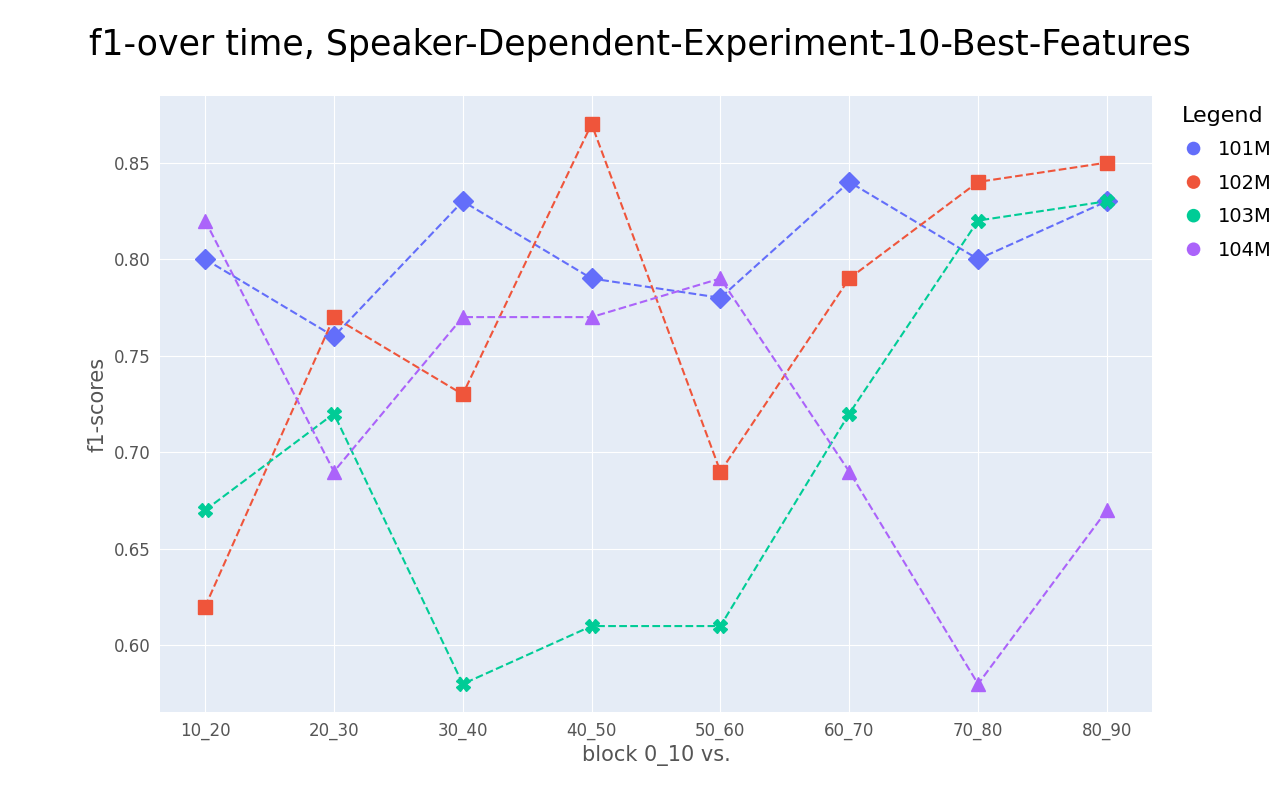 f1-over time, Speaker-Dependent-Experiment-10-Best-Features
Legend
101M
102M
103M
104M
f1-scores
0.85
0.80
0.75
0.70
0.65
0.60
10_20 20_30 30_40 40_50 50_60 60_70 70_80 80_90
block 0_10 vs.